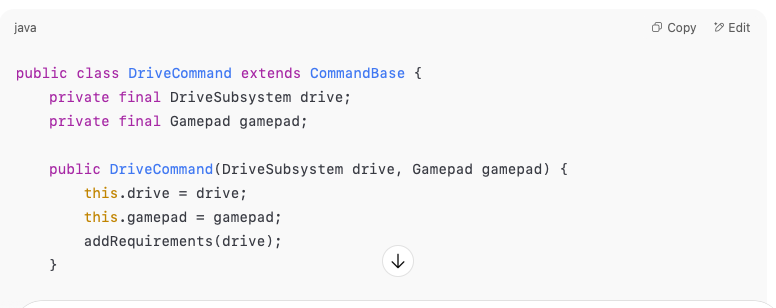 java
Copy
Edit
public class DriveCommand extends CommandBase {
    private final DriveSubsystem drive;
    private final Gamepad gamepad;
    public DriveCommand(DriveSubsystem drive, Gamepad gamepad) {
        this.drive = drive;
        this.gamepad = gamepad;
        addRequirements(drive);
    }